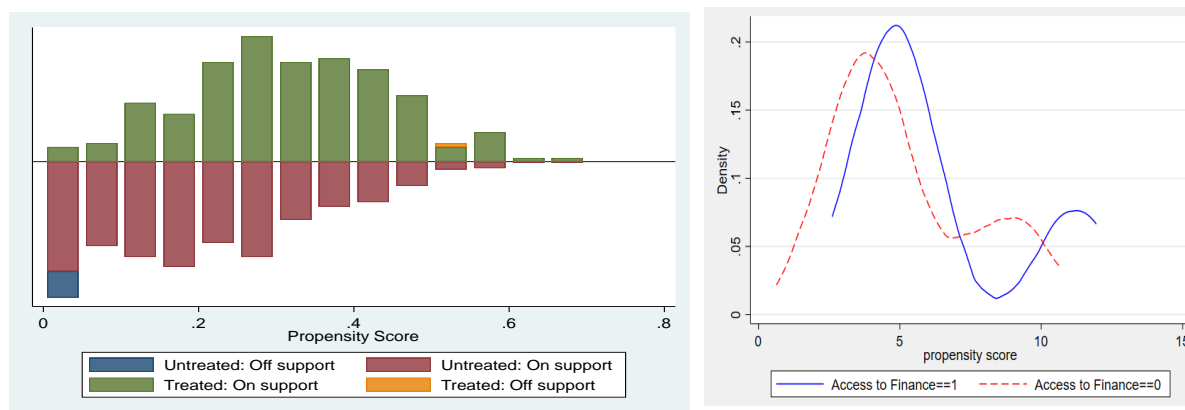 0 .2 .4 .6 .8
Propensity Score
Untreated: Off support Untreated: On support
Treated: On support Treated: Off support
.2
.15
.1
.05
0
Density
0 5 10 15
propensity score
Access to Finance==1 Access to Finance==0